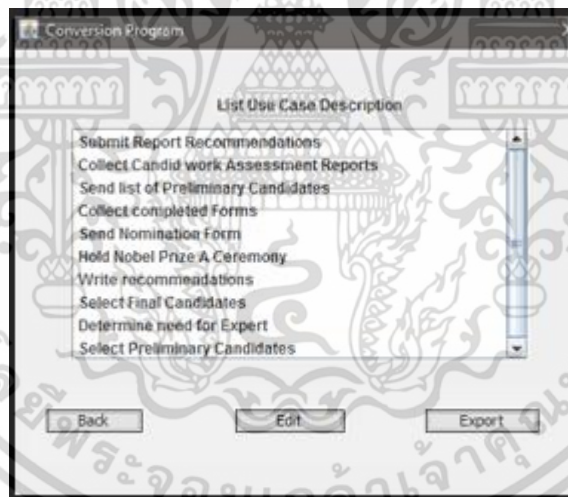 Conversion Program
List Use Case Description
Submit Report Recommendations
Collect Candid work Assessment Reports
Send list of Preliminary Candidates
Collect completed Forms
Send Nomination Form
Hold Nobel Prize A Ceremony
Write recommendations
Select Final Candidates
Determine need for Expert
Select Preliminary Candidates
Back Edit Export